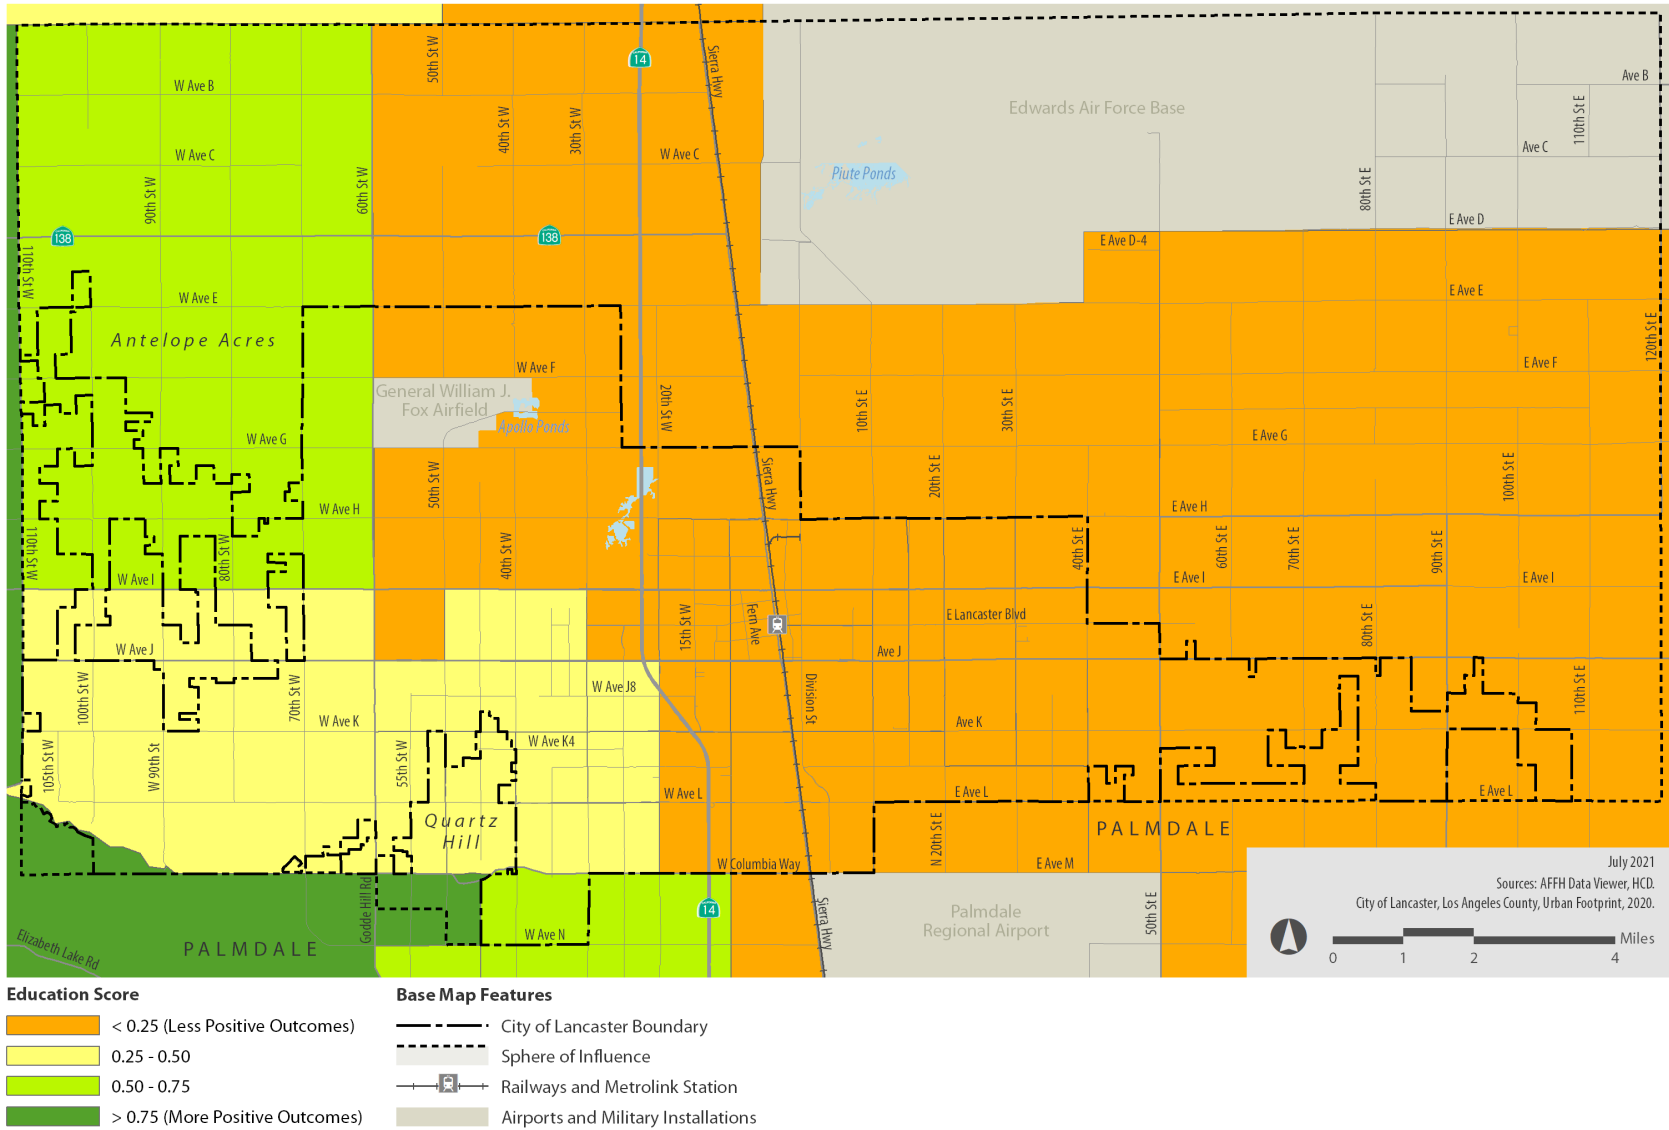 14
Sierra Hwy
50th St W
W Ave B
Ave B
40th St W
30th St W
Edwards Air Force Base
110th St E
W Ave C
W Ave C
Ave C
90th St W
60th St W
Piute Ponds
80th St E
E Ave D
138
138
E Ave D-4
110th St W
W Ave E
E Ave E
Antelope Acres
120th St E
W Ave F
E Ave F
General William J.
Fox Airfield
Apollo Ponds
20th St W
10th St E
30th St E
W Ave G
E Ave G
50th St W
Sierra Hwy
20th St E
100th St E
W Ave H
E Ave H
110th St W
80th St W
40th St W
40th St E
60th St E
70th St E
90th St E
W Ave I
E Ave I
E Ave I
15th St W
Fern Ave
E Lancaster Blvd
80th St E
W Ave J
Ave J
100th St W
70th St W
W Ave J8
Division St
110th St E
W Ave K
Ave K
W Ave K4
105th St W
W 90th St
55th St W
W Ave L
E Ave L
E Ave L
Quartz
Hill
N 20th St E
PALMDALE
W Columbia Way
E Ave M
Godde Hill Rd
14
Sierra Hwy
Palmdale
Regional Airport
50th St E
PALMDALE
W Ave N
Elizabeth Lake Rd
July 2021
Sources: AFFH Data Viewer, HCD.
City of Lancaster, Los Angeles County, Urban Footprint, 2020.
Miles
0 1 2 4
Education Score
< 0.25 (Less Positive Outcomes)
0.25 - 0.50
0.50 - 0.75
> 0.75 (More Positive Outcomes)
Base Map Features
City of Lancaster Boundary
Sphere of Influence
Railways and Metrolink Station
Airports and Military Installations